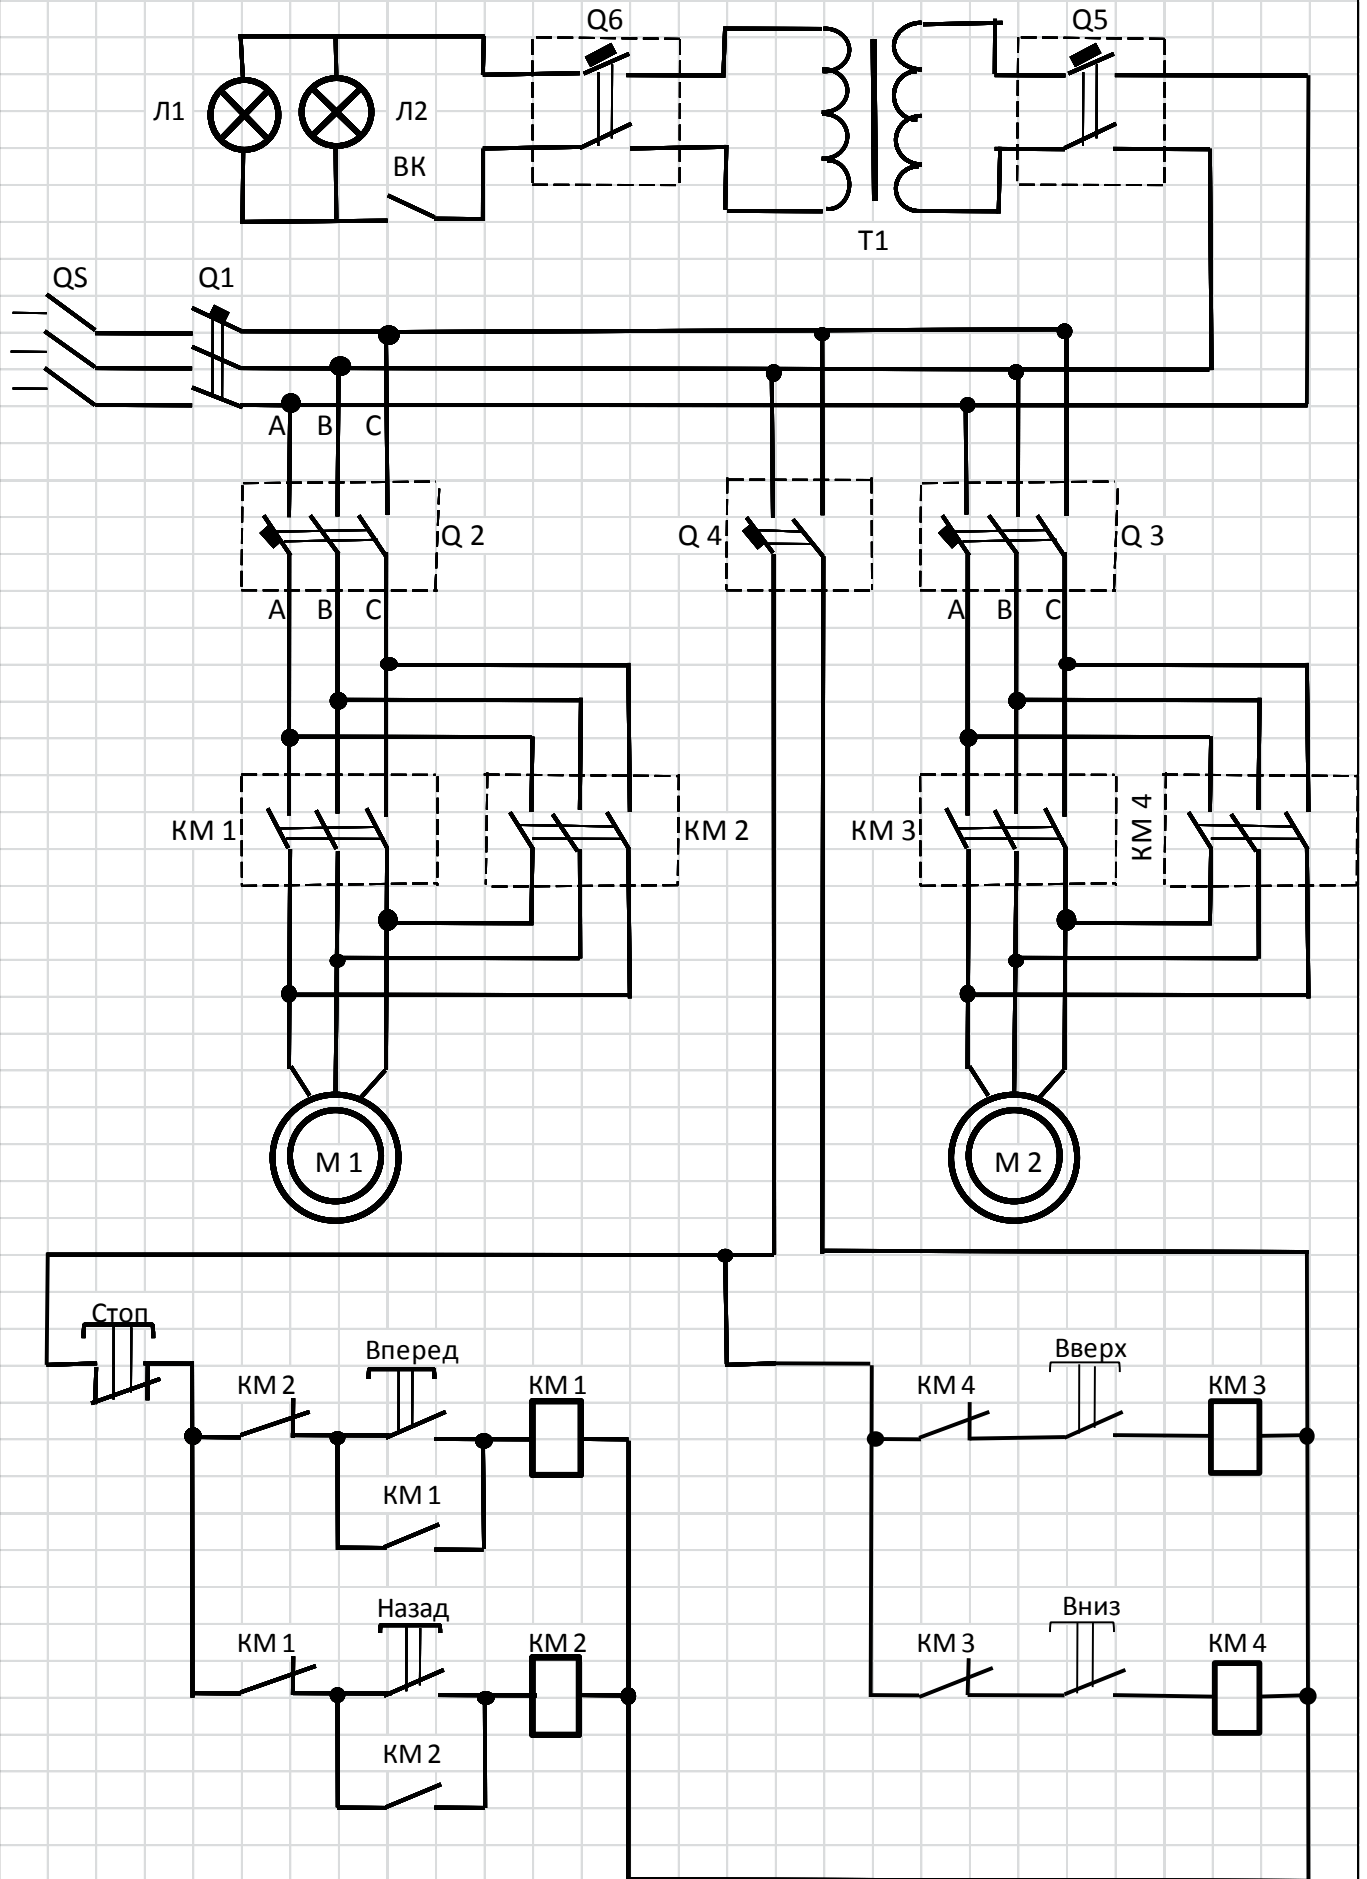 Q6
Q5
Л1
Л2
ВК
Т1
QS
Q1
A B C
Q 2
Q 4
Q 3
A B C
A B C
КМ 1
КМ 2
КМ 3
КМ 4
М 1
М 2
Стоп
Вперед
Вверх
КМ 2
КМ 1
КМ 4
КМ 3
КМ 1
Назад
Вниз
КМ 1
КМ 2
КМ 3
КМ 4
КМ 2